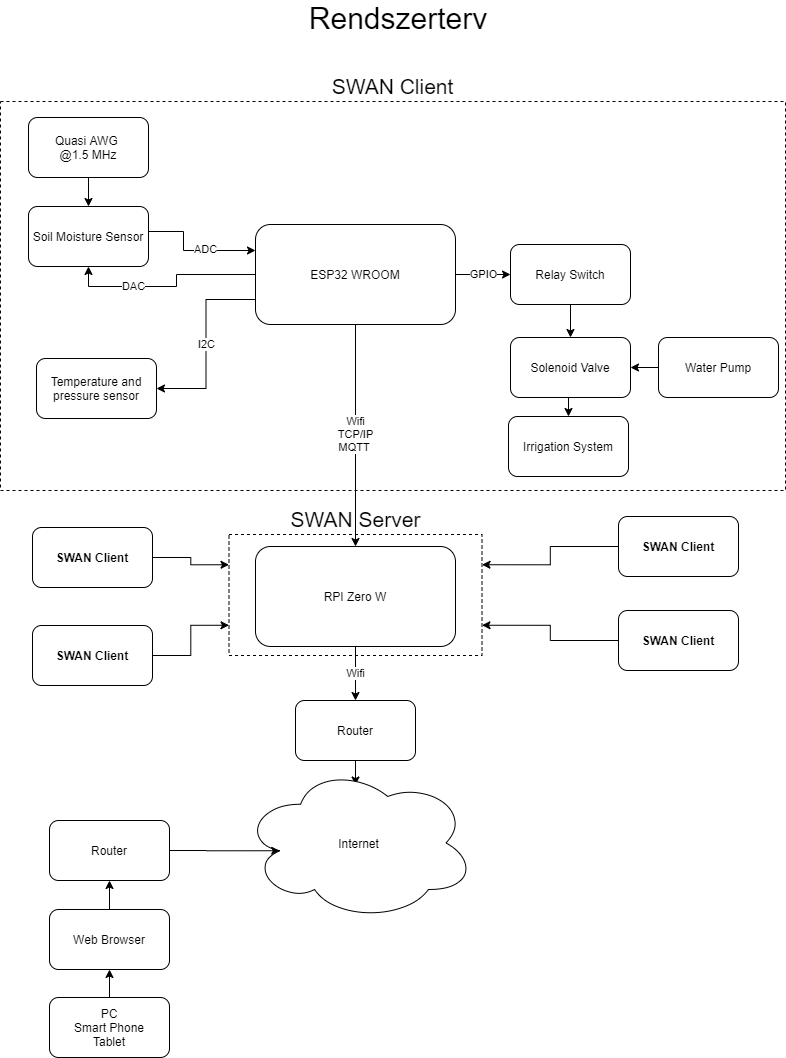 Rendszerterv
SWAN Client
Quasi AWG
@1.5 MHz
Soil Moisture Sensor
ADC
DAC
ESP32 WROOM
GPIO
Relay Switch
I2C
Solenoid Valve
Water Pump
Temperature and
pressure sensor
Wifi
TCP/IP
MQTT
Irrigation System
SWAN Server
SWAN Client
SWAN Client
RPI Zero W
SWAN Client
SWAN Client
Wifi
Router
Internet
Router
Web Browser
PC
Smart Phone
Tablet